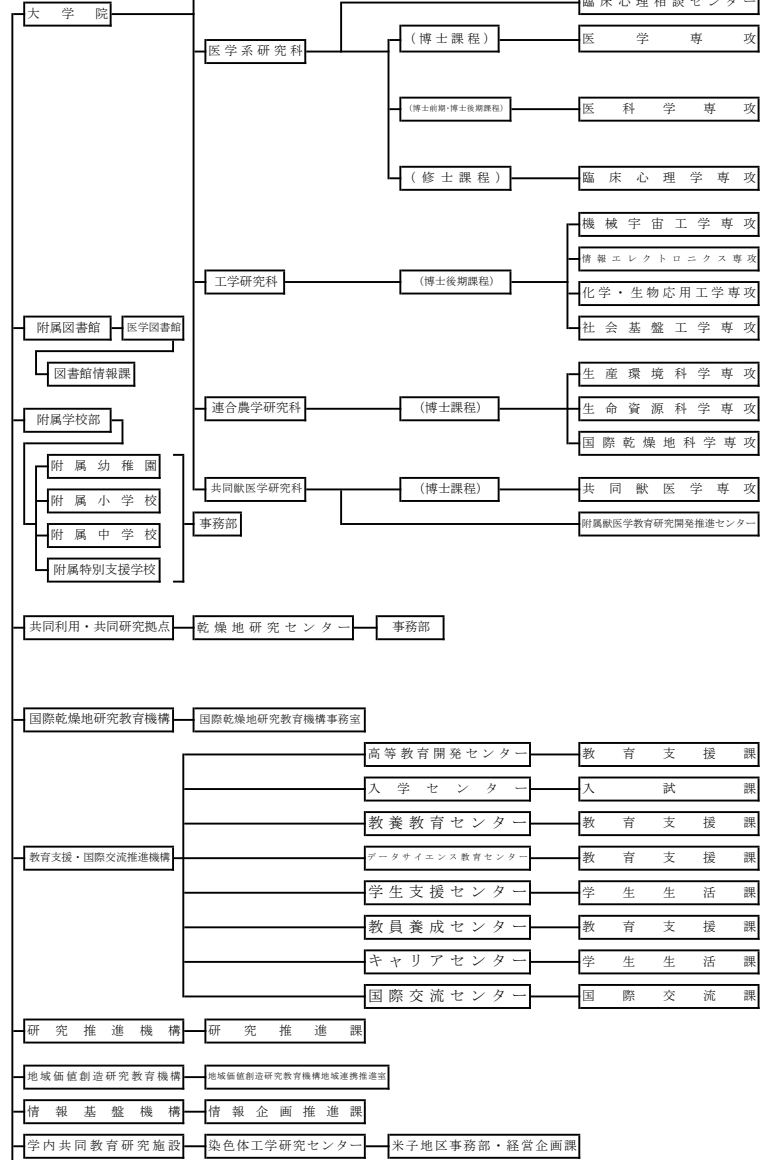 臨床心理相談センター
大学院
医学系研究科
（博士課程）
医学専攻
（博士前期・博士後期課程）
医科学専攻
（修士課程）
臨床心理学専攻
機械宇宙工学専攻
情報エレクトロニクス専攻
工学研究科
（博士後期課程）
化学・生物応用工学専攻
社会基盤工学専攻
附属図書館
医学図書館
図書館情報課
生産環境科学専攻
連合農学研究科
（博士課程）
生命資源科学専攻
国際乾燥地科学専攻
附属学校部
附属幼稚園
附属小学校
附属中学校
附属特別支援学校
事務部
共同獣医学研究科
（博士課程）
共同獣医学専攻
附属獣医学教育研究開発推進センター
共同利用・共同研究拠点
乾燥地研究センター
事務部
国際乾燥地研究教育機構
国際乾燥地研究教育機構事務室
高等教育開発センター
教育支援課
入学センター
入試課
教養教育センター
教育支援課
教育支援・国際交流推進機構
データサイエンス教育センター
教育支援課
学生支援センター
学生生活課
教員養成センター
教育支援課
キャリアセンター
学生生活課
国際交流センター
国際交流課
研究推進機構
研究推進課
地域価値創造研究教育機構
地域価値創造研究教育機構地域連携推進室
情報基盤機構
情報企画推進課
学内共同教育研究施設
染色体工学研究センター
米子地区事務部・経営企画課